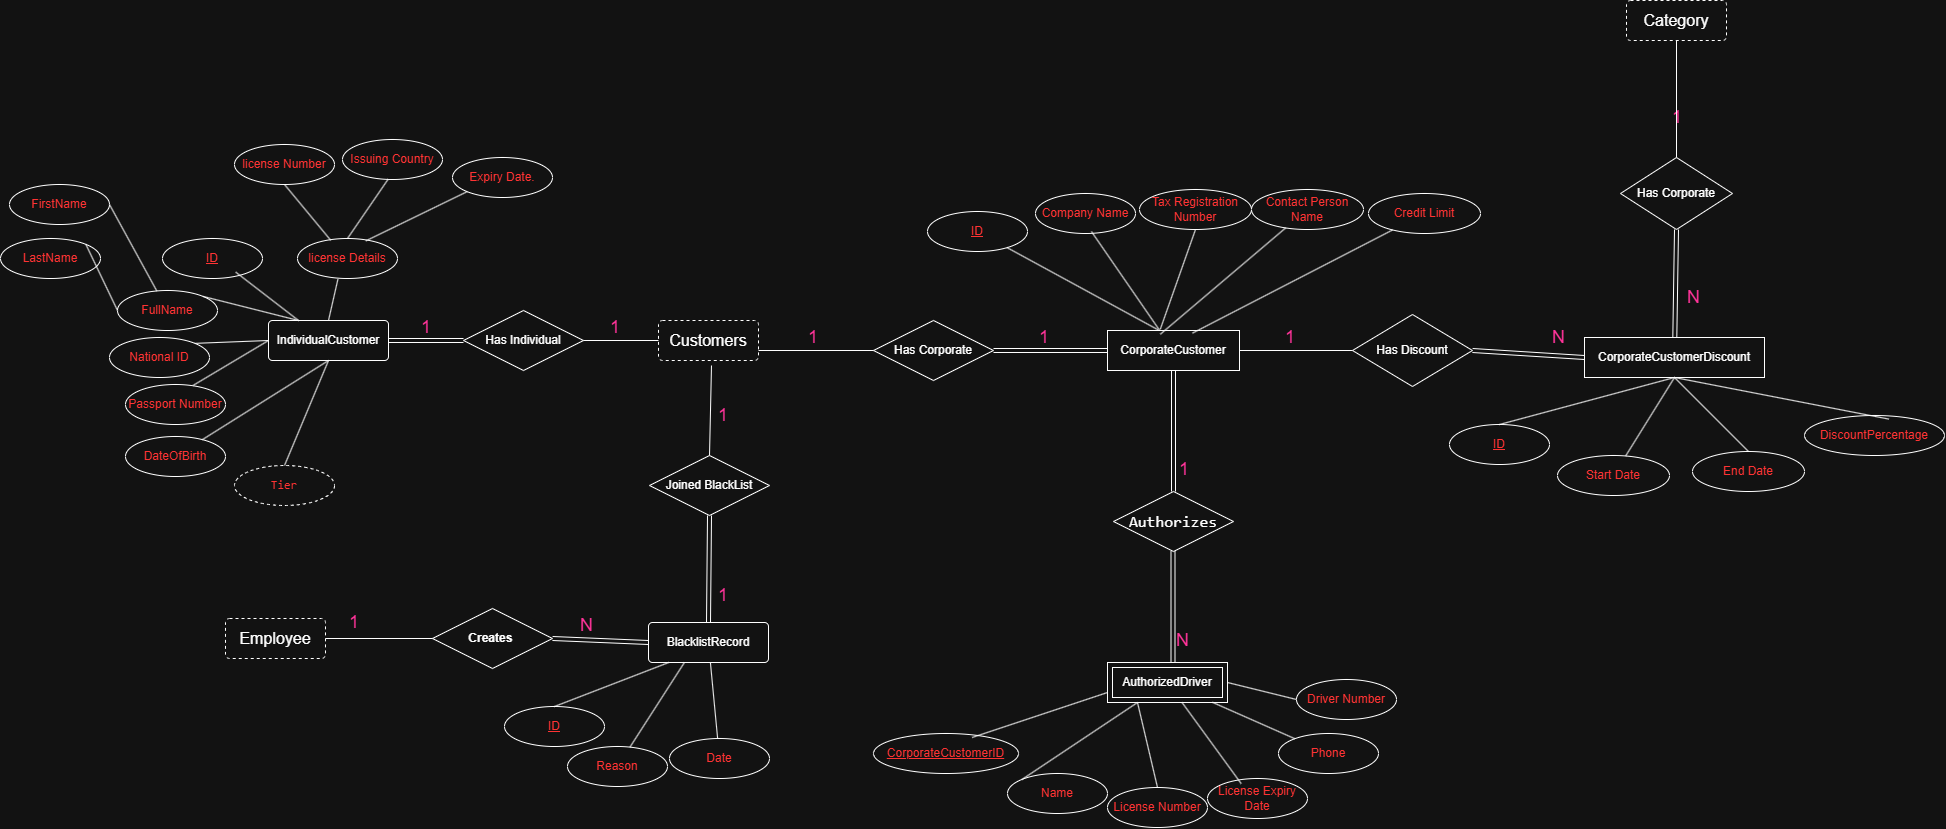 Category
1
Has Corporate
N
license Number
Issuing Country
Expiry Date.
FirstName
LastName
ID
license Details
FullName
National ID
Passport Number
DateOfBirth
Tier
IndividualCustomer
1
Has Individual
1
Customers
1
Has Corporate
1
CorporateCustomer
ID
Company Name
Tax Registration
Number
Contact Person
Name
Credit Limit
1
Has Discount
N
CorporateCustomerDiscount
ID
Start Date
End Date
DiscountPercentage
1
Joined BlackList
1
1
Authorizes
N
Employee
1
Creates
N
BlacklistRecord
ID
Reason
Date
AuthorizedDriver
CorporateCustomerID
Name
License Number
License Expiry
Date
Phone
Driver Number